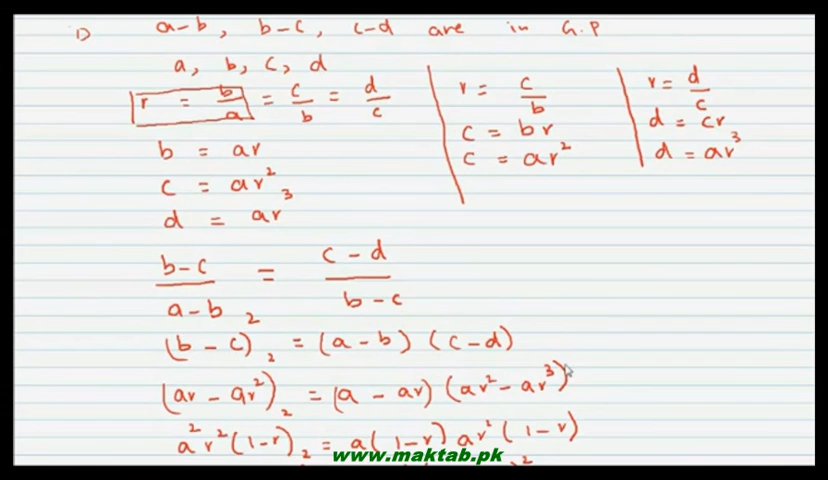 i) a-b, b-c, c-d are in G.P
a, b, c, d
r = b/a = c/b = d/c
b = ar
c = ar²
d = ar³
r = c/b
c = br
c = ar²
r = d/c
d = cr
d = ar³
b-c/a-b = c-d/b-c
(b-c)² = (a-b)(c-d)
(ar-ar²)² = (a-ar)(ar²-ar³)
a²r²(1-r)² = a(1-r)ar²(1-r)
www.maktab.pk